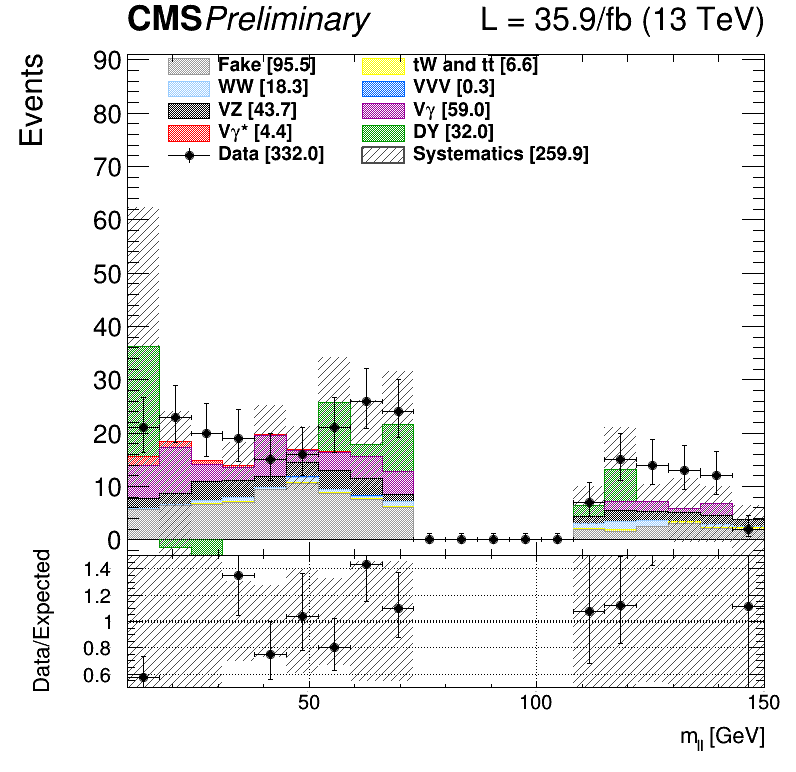 CMS Preliminary L = 35.9/fb (13 TeV)
Events
90
80
70
60
50
40
30
20
10
0
Fake [95.5] tW and tt [6.6]
WW [18.3] VVV [0.3]
VZ [43.7] Vγ [59.0]
Vγ* [4.4] DY [32.0]
Data [332.0] Systematics [259.9]
Data/Expected
1.4
1.2
1
0.8
0.6
50 100 150
m_ll [GeV]